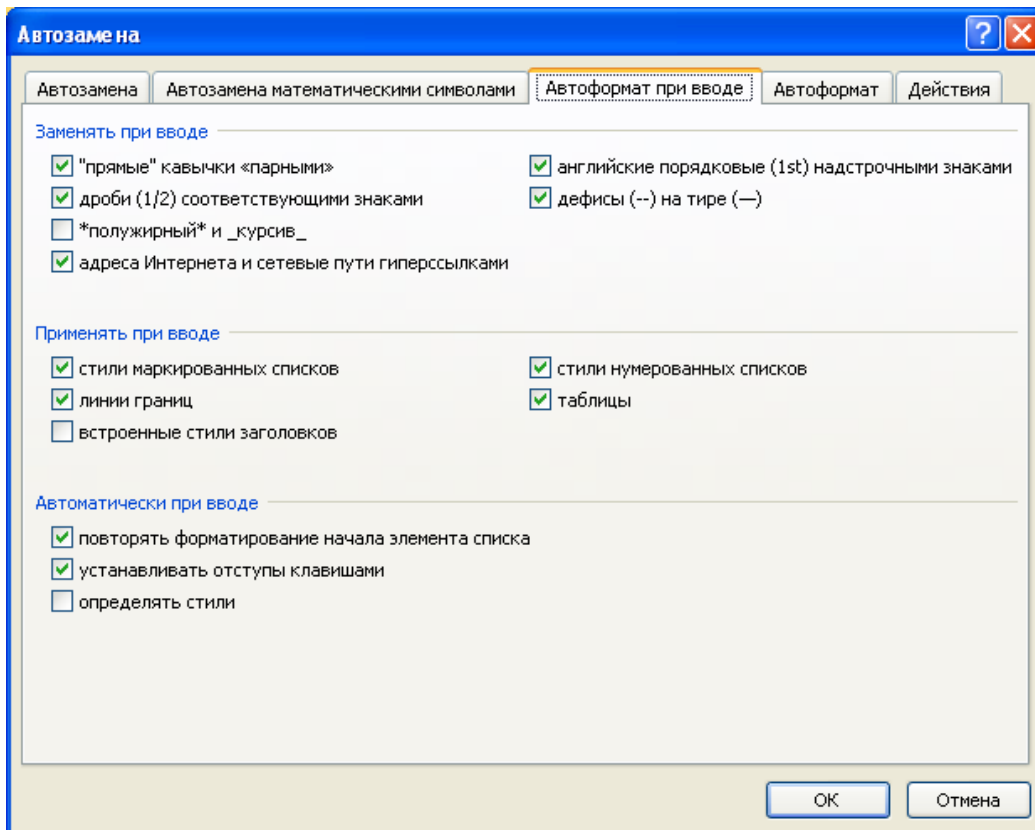 Автозамена
Автозамена Автозамена математическими символами Автоформат при вводе Автоформат Действия
Заменять при вводе
"прямые" кавычки «парными» английские порядковые (1st) надстрочными знаками
дроби (1/2) соответствующими знаками дефисы (--) на тире (—)
*полужирный* и _курсив_
адреса Интернета и сетевые пути гиперссылками
Применять при вводе
стили маркированных списков стили нумерованных списков
линии границ таблицы
встроенные стили заголовков
Автоматически при вводе
повторять форматирование начала элемента списка
устанавливать отступы клавишами
определять стили
ОК Отмена